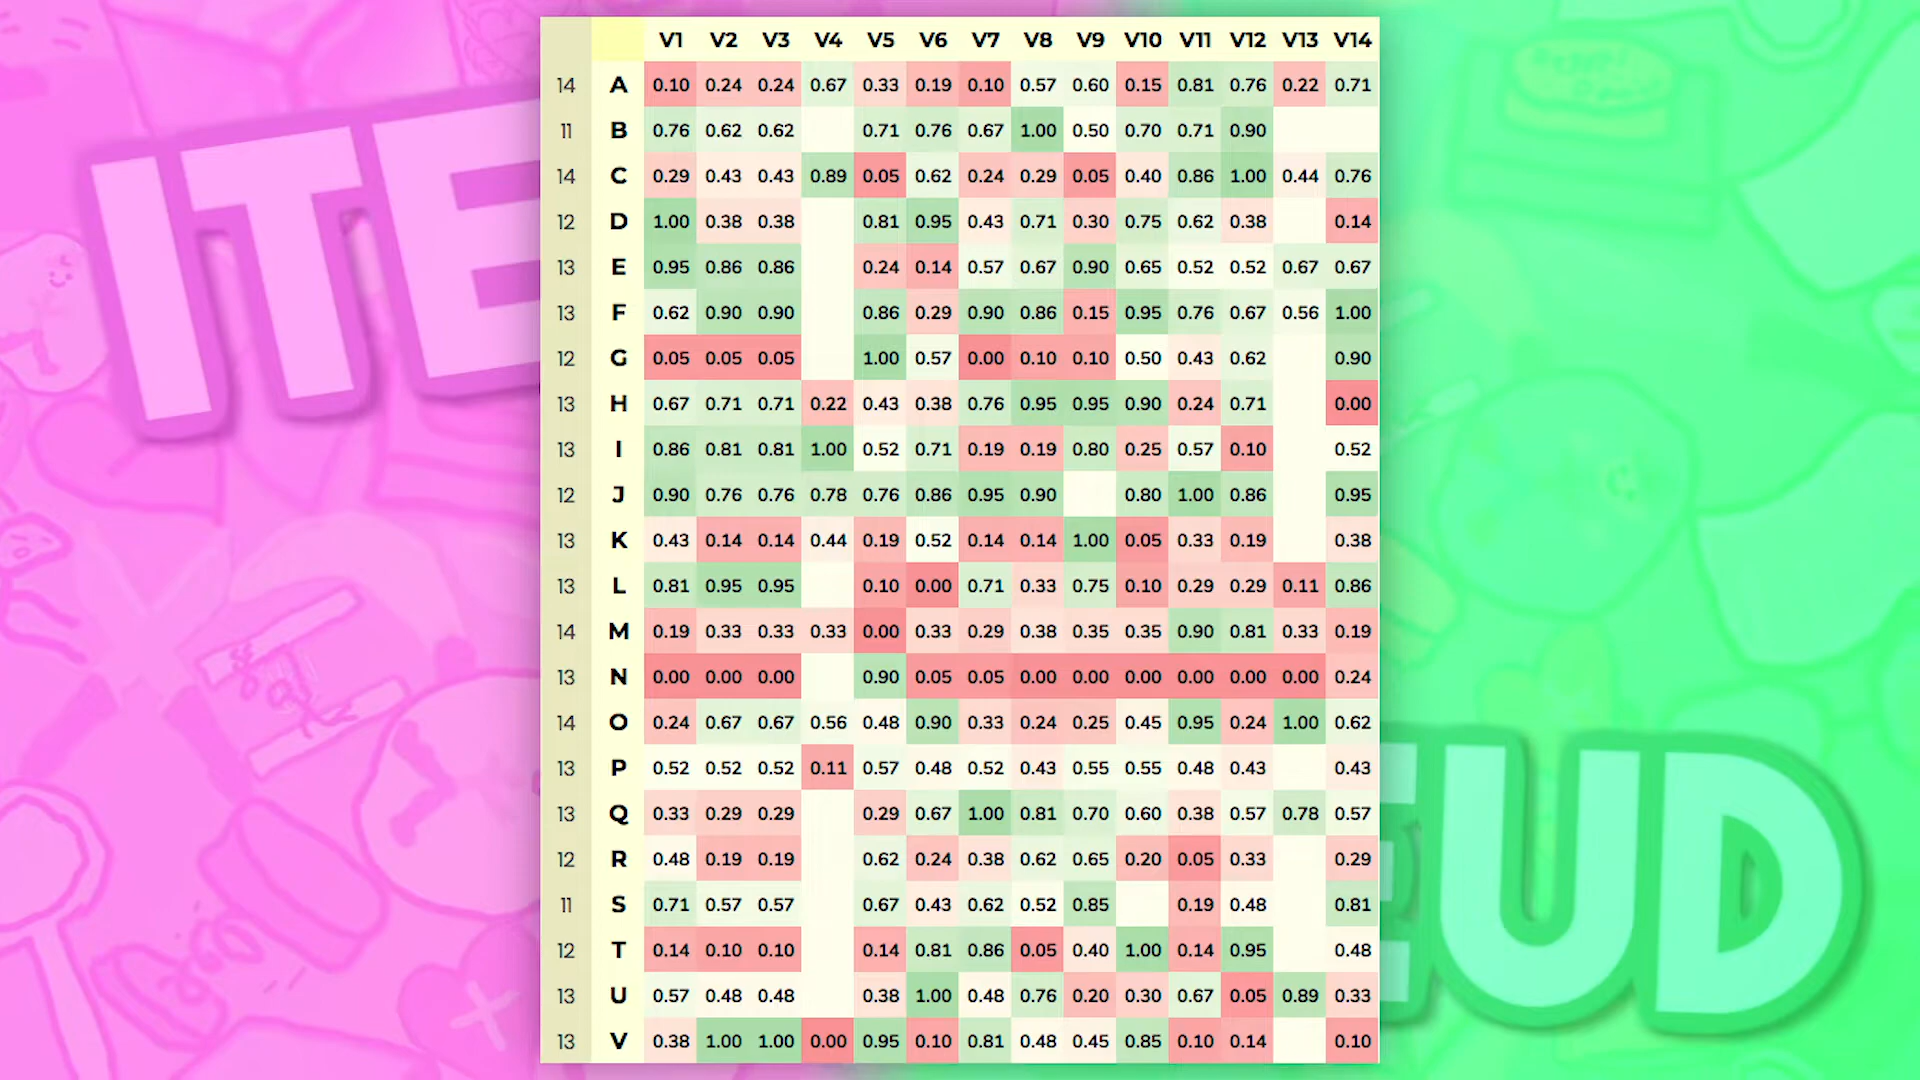 V1 V2 V3 V4 V5 V6 V7 V8 V9 V10 V11 V12 V13 V14
14 A 0.10 0.24 0.24 0.67 0.33 0.19 0.10 0.57 0.60 0.15 0.81 0.76 0.22 0.71
11 B 0.76 0.62 0.62 0.71 0.76 0.67 1.00 0.50 0.70 0.71 0.90
14 C 0.29 0.43 0.43 0.89 0.05 0.62 0.24 0.29 0.05 0.40 0.86 1.00 0.44 0.76
12 D 1.00 0.38 0.38 0.81 0.95 0.43 0.71 0.30 0.75 0.62 0.38 0.14
13 E 0.95 0.86 0.86 0.24 0.14 0.57 0.67 0.90 0.65 0.52 0.52 0.67 0.67
13 F 0.62 0.90 0.90 0.86 0.29 0.90 0.86 0.15 0.95 0.76 0.67 0.56 1.00
12 G 0.05 0.05 0.05 1.00 0.57 0.00 0.10 0.10 0.50 0.43 0.62 0.90
13 H 0.67 0.71 0.71 0.22 0.43 0.38 0.76 0.95 0.95 0.90 0.24 0.71 0.00
13 I 0.86 0.81 0.81 1.00 0.52 0.71 0.19 0.19 0.80 0.25 0.57 0.10 0.52
12 J 0.90 0.76 0.76 0.78 0.76 0.86 0.95 0.90 0.80 1.00 0.86 0.95
13 K 0.43 0.14 0.14 0.44 0.19 0.52 0.14 0.14 1.00 0.05 0.33 0.19 0.38
13 L 0.81 0.95 0.95 0.10 0.00 0.71 0.33 0.75 0.10 0.29 0.29 0.11 0.86
14 M 0.19 0.33 0.33 0.33 0.00 0.33 0.29 0.38 0.35 0.35 0.90 0.81 0.33 0.19
13 N 0.00 0.00 0.00 0.90 0.05 0.05 0.00 0.00 0.00 0.00 0.00 0.00 0.24
14 O 0.24 0.67 0.67 0.56 0.48 0.90 0.33 0.24 0.25 0.45 0.95 0.24 1.00 0.62
13 P 0.52 0.52 0.52 0.11 0.57 0.48 0.52 0.43 0.55 0.55 0.48 0.43 0.43
13 Q 0.33 0.29 0.29 0.29 0.67 1.00 0.81 0.70 0.60 0.38 0.57 0.78 0.57
12 R 0.48 0.19 0.19 0.62 0.24 0.38 0.62 0.65 0.20 0.05 0.33 0.29
11 S 0.71 0.57 0.57 0.67 0.43 0.62 0.52 0.85 0.19 0.48 0.81
12 T 0.14 0.10 0.10 0.14 0.81 0.86 0.05 0.40 1.00 0.14 0.95 0.48
13 U 0.57 0.48 0.48 0.38 1.00 0.48 0.76 0.20 0.30 0.67 0.05 0.89 0.33
13 V 0.38 1.00 1.00 0.00 0.95 0.10 0.81 0.48 0.45 0.85 0.10 0.14 0.10
ITE
EUD